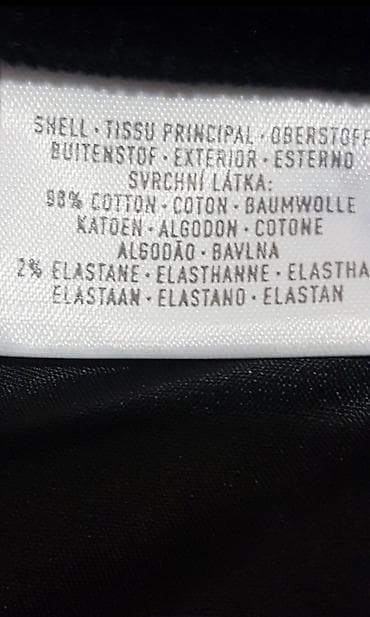 SHELL · TISSU PRINCIPAL · OBERSTOFF
BUITENSTOF · EXTERIOR · ESTERNO
SVRCHNÍ LÁTKA:
98% COTTON · COTON · BAUMWOLLE
KATOEN · ALGODON · COTONE
ALGODÃO · BAVLNA
2% ELASTANE · ELASTHANNE · ELASTHA
ELASTAAN · ELASTANO · ELASTAN